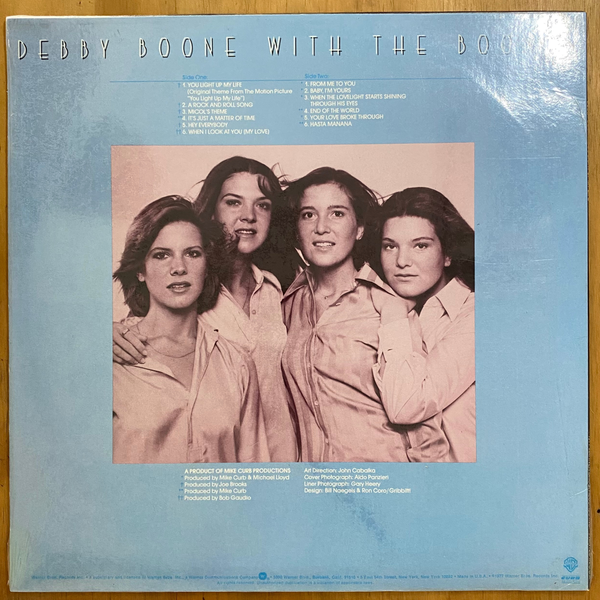 DEBBY BOONE WITH THE BOO
Side One
1. YOU LIGHT UP MY LIFE
(Original Theme From The Motion Picture
"You Light Up My Life")
2. A ROCK AND ROLL SONG
3. MICOL'S THEME
4. IT'S JUST A MATTER OF TIME
5. HEY EVERYBODY
6. WHEN I LOOK AT YOU (MY LOVE)
Side Two
1. FROM ME TO YOU
2. BABY, I'M YOURS
3. WHEN THE LOVELIGHT STARTS SHINING
THROUGH HIS EYES
4. END OF THE WORLD
5. YOUR LOVE BROKE THROUGH
6. HASTA MANANA
A PRODUCT OF MIKE CURB PRODUCTIONS
Produced by Mike Curb & Michael Lloyd
Produced by Joe Brooks
Produced by Mike Curb
Produced by Bob Gaudio
Art Direction: John Cabalka
Cover Photograph: Aldo Panzieri
Liner Photograph: Gary Heery
Design: Bill Naegels & Ron Coro/Gribbitt!